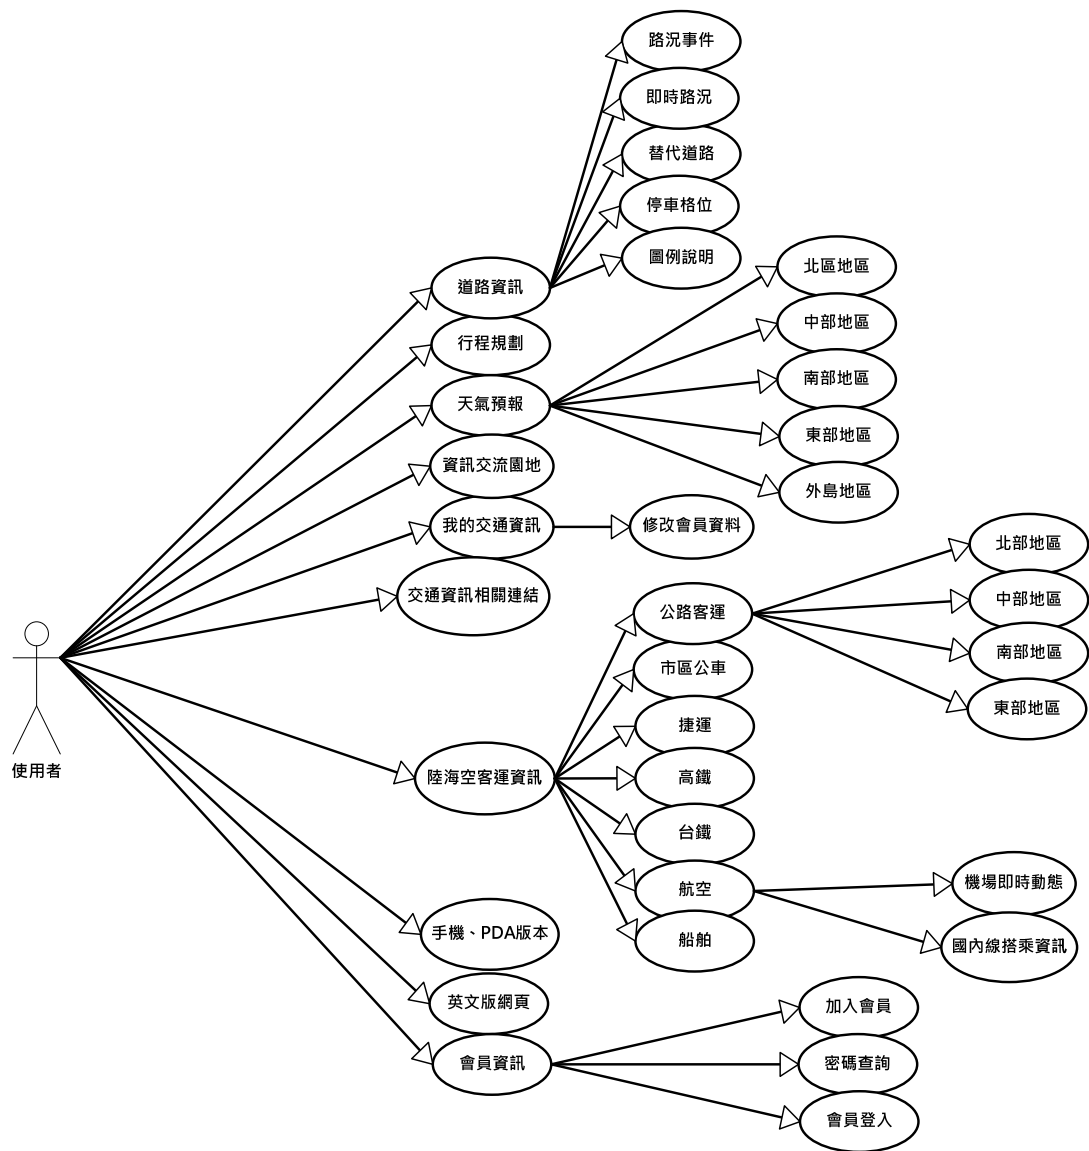 路況事件
即時路況
替代道路
停車格位
圖例說明
道路資訊
行程規劃
天氣預報
北區地區
中部地區
南部地區
東部地區
外島地區
資訊交流園地
我的交通資訊
修改會員資料
交通資訊相關連結
使用者
陸海空客運資訊
公路客運
市區公車
捷運
高鐵
台鐵
航空
船舶
北部地區
中部地區
南部地區
東部地區
機場即時動態
國內線搭乘資訊
手機、PDA版本
英文版網頁
會員資訊
加入會員
密碼查詢
會員登入